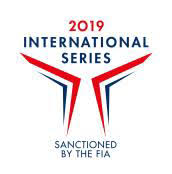 2019
INTERNATIONAL
SERIES
SANCTIONED
BY THE FIA